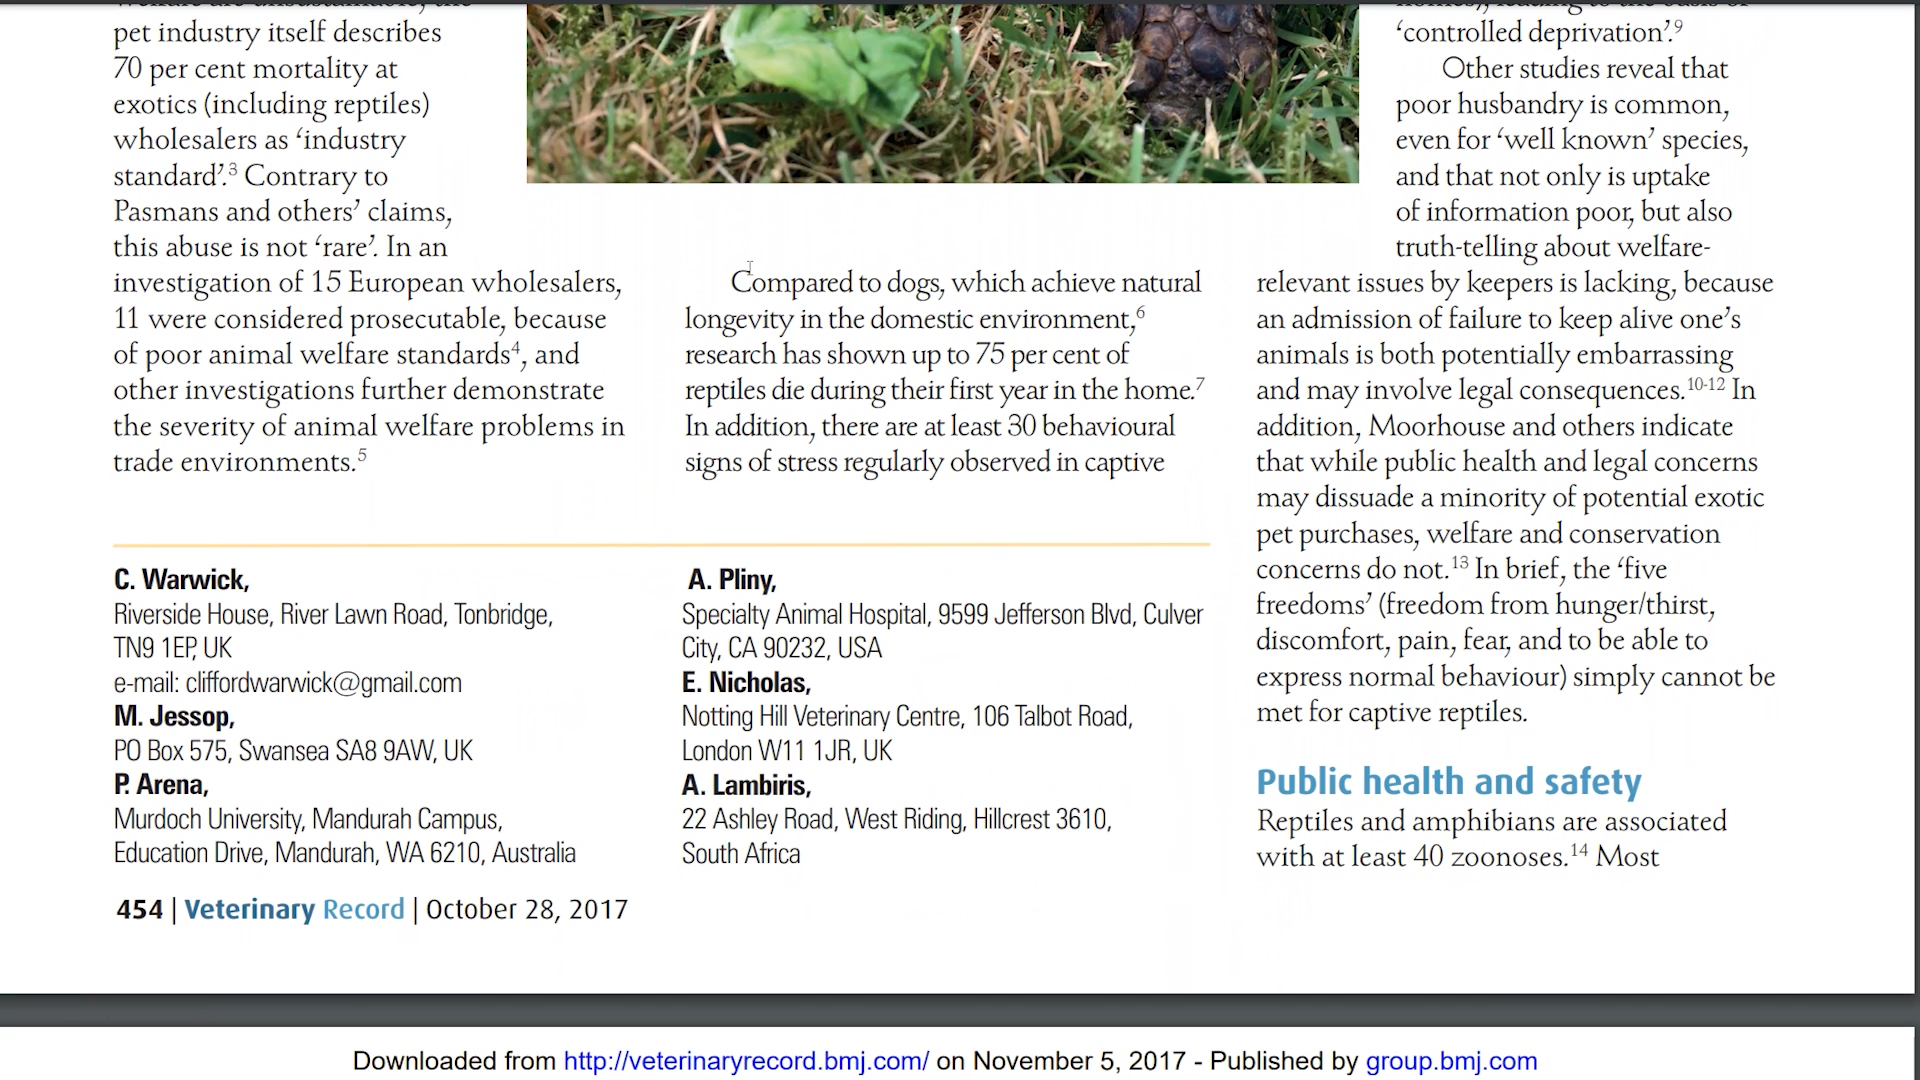 pet industry itself describes
70 per cent mortality at
exotics (including reptiles)
wholesalers as ‘industry
standard’.3 Contrary to
Pasmans and others’ claims,
this abuse is not ‘rare’. In an
investigation of 15 European wholesalers,
11 were considered prosecutable, because
of poor animal welfare standards4, and
other investigations further demonstrate
the severity of animal welfare problems in
trade environments.5
Compared to dogs, which achieve natural
longevity in the domestic environment,6
research has shown up to 75 per cent of
reptiles die during their first year in the home.7
In addition, there are at least 30 behavioural
signs of stress regularly observed in captive
homes), leading to the basis of
‘controlled deprivation’.9
Other studies reveal that
poor husbandry is common,
even for ‘well known’ species,
and that not only is uptake
of information poor, but also
truth-telling about welfare-
relevant issues by keepers is lacking, because
an admission of failure to keep alive one’s
animals is both potentially embarrassing
and may involve legal consequences.10-12 In
addition, Moorhouse and others indicate
that while public health and legal concerns
may dissuade a minority of potential exotic
pet purchases, welfare and conservation
concerns do not.13 In brief, the ‘five
freedoms’ (freedom from hunger/thirst,
discomfort, pain, fear, and to be able to
express normal behaviour) simply cannot be
met for captive reptiles.
Public health and safety
Reptiles and amphibians are associated
with at least 40 zoonoses.14 Most
C. Warwick,
Riverside House, River Lawn Road, Tonbridge,
TN9 1EP, UK
e-mail: cliffordwarwick@gmail.com
M. Jessop,
PO Box 575, Swansea SA8 9AW, UK
P. Arena,
Murdoch University, Mandurah Campus,
Education Drive, Mandurah, WA 6210, Australia
A. Pliny,
Specialty Animal Hospital, 9599 Jefferson Blvd, Culver
City, CA 90232, USA
E. Nicholas,
Notting Hill Veterinary Centre, 106 Talbot Road,
London W11 1JR, UK
A. Lambiris,
22 Ashley Road, West Riding, Hillcrest 3610,
South Africa
454 | Veterinary Record | October 28, 2017
Downloaded from http://veterinaryrecord.bmj.com/ on November 5, 2017 - Published by group.bmj.com